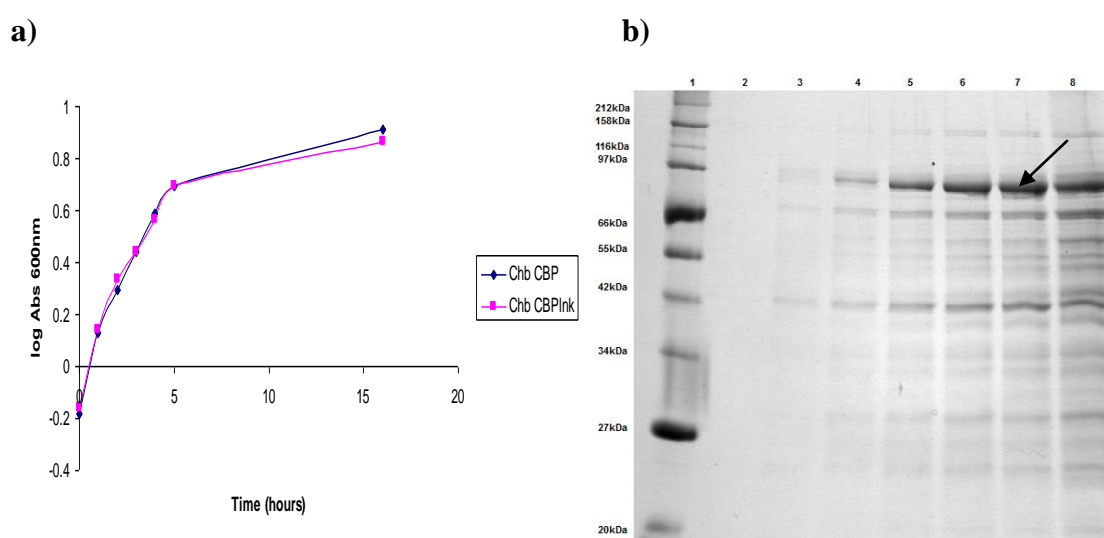 a)
1
0.8
0.6
0.4
0.2
0
-0.2
-0.4
0 5 10 15 20
log Abs 600nm
Time (hours)
Chb CBP
Chb CBPlnk
b)
1 2 3 4 5 6 7 8
212kDa
158kDa
116kDa
97kDa
66kDa
55kDa
42kDa
34kDa
27kDa
20kDa